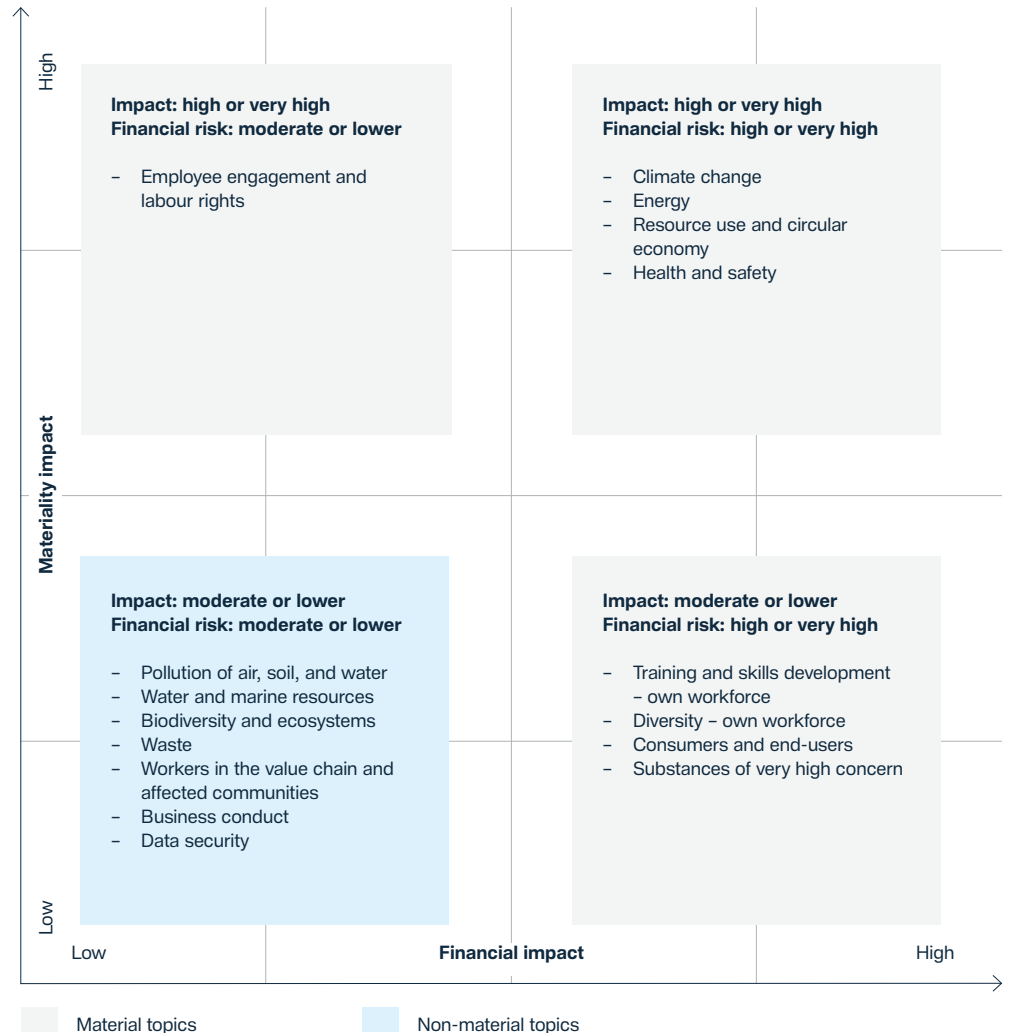 High
Impact: high or very high
Financial risk: moderate or lower
– Employee engagement and
labour rights
Impact: high or very high
Financial risk: high or very high
– Climate change
– Energy
– Resource use and circular
economy
– Health and safety
Materiality impact
Impact: moderate or lower
Financial risk: moderate or lower
– Pollution of air, soil, and water
– Water and marine resources
– Biodiversity and ecosystems
– Waste
– Workers in the value chain and
affected communities
– Business conduct
– Data security
Impact: moderate or lower
Financial risk: high or very high
– Training and skills development
– own workforce
– Diversity – own workforce
– Consumers and end-users
– Substances of very high concern
Low
Low
Financial impact
High
Material topics
Non-material topics